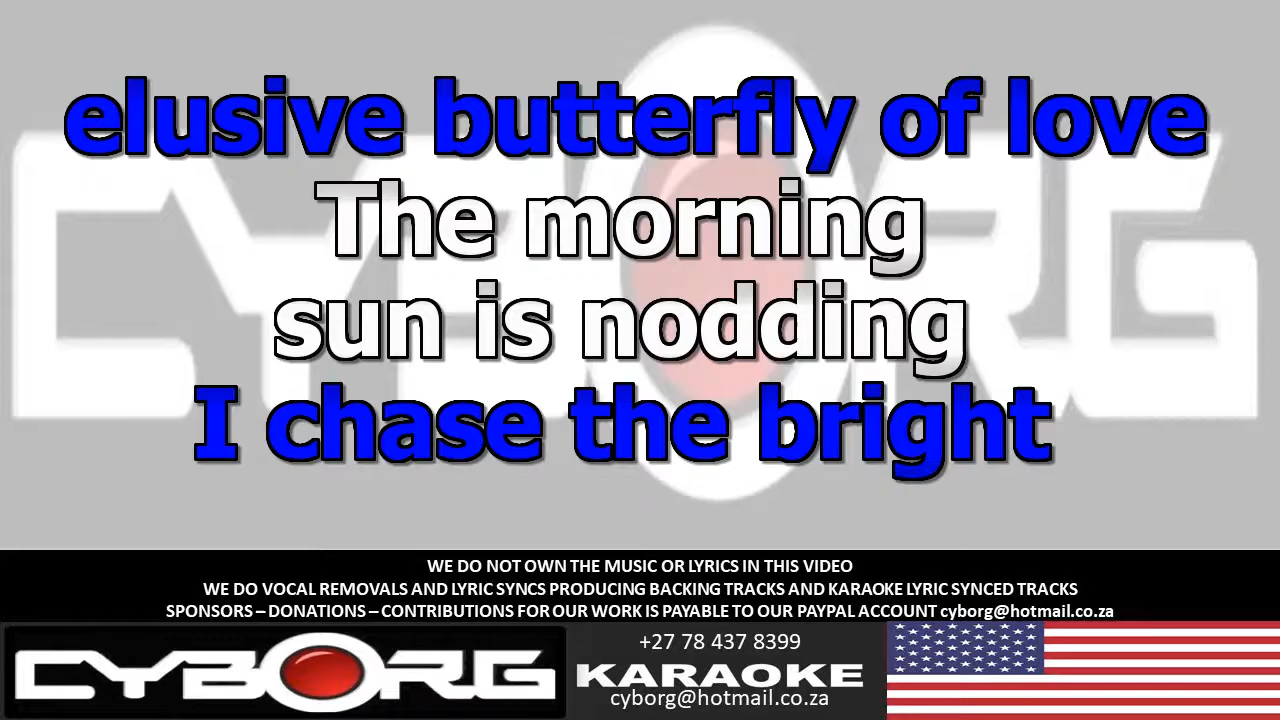 elusive butterfly of love
The morning
sun is nodding
I chase the bright
WE DO NOT OWN THE MUSIC OR LYRICS IN THIS VIDEO
WE DO VOCAL REMOVALS AND LYRIC SYNCS PRODUCING BACKING TRACKS AND KARAOKE LYRIC SYNCED TRACKS
SPONSORS – DONATIONS – CONTRIBUTIONS FOR OUR WORK IS PAYABLE TO OUR PAYPAL ACCOUNT cyborg@hotmail.co.za
CYBORG
+27 78 437 8399
KARAOKE
cyborg@hotmail.co.za